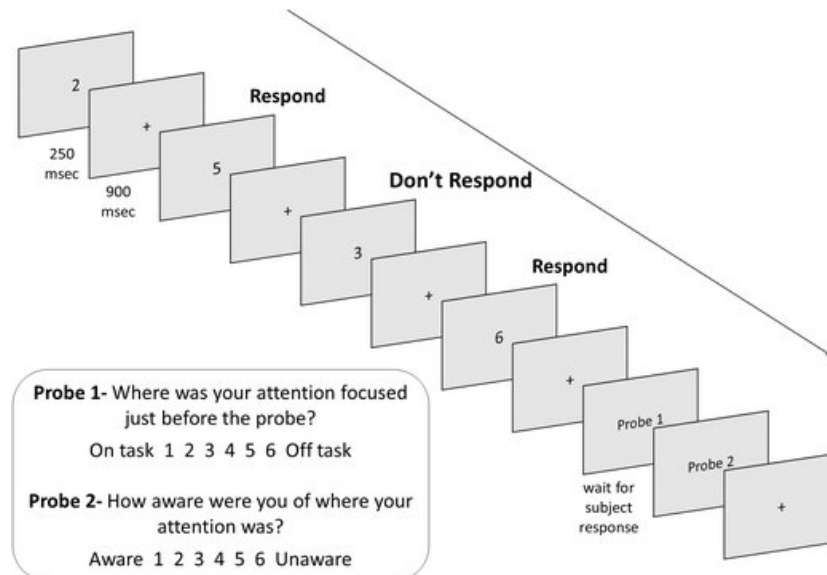 2
+
Respond
250
msec
5
900
msec
+
Don't Respond
3
+
Respond
6
+
Probe 1
Probe 2
wait for
subject
response
+
Probe 1- Where was your attention focused
just before the probe?
On task 1 2 3 4 5 6 Off task
Probe 2- How aware were you of where your
attention was?
Aware 1 2 3 4 5 6 Unaware